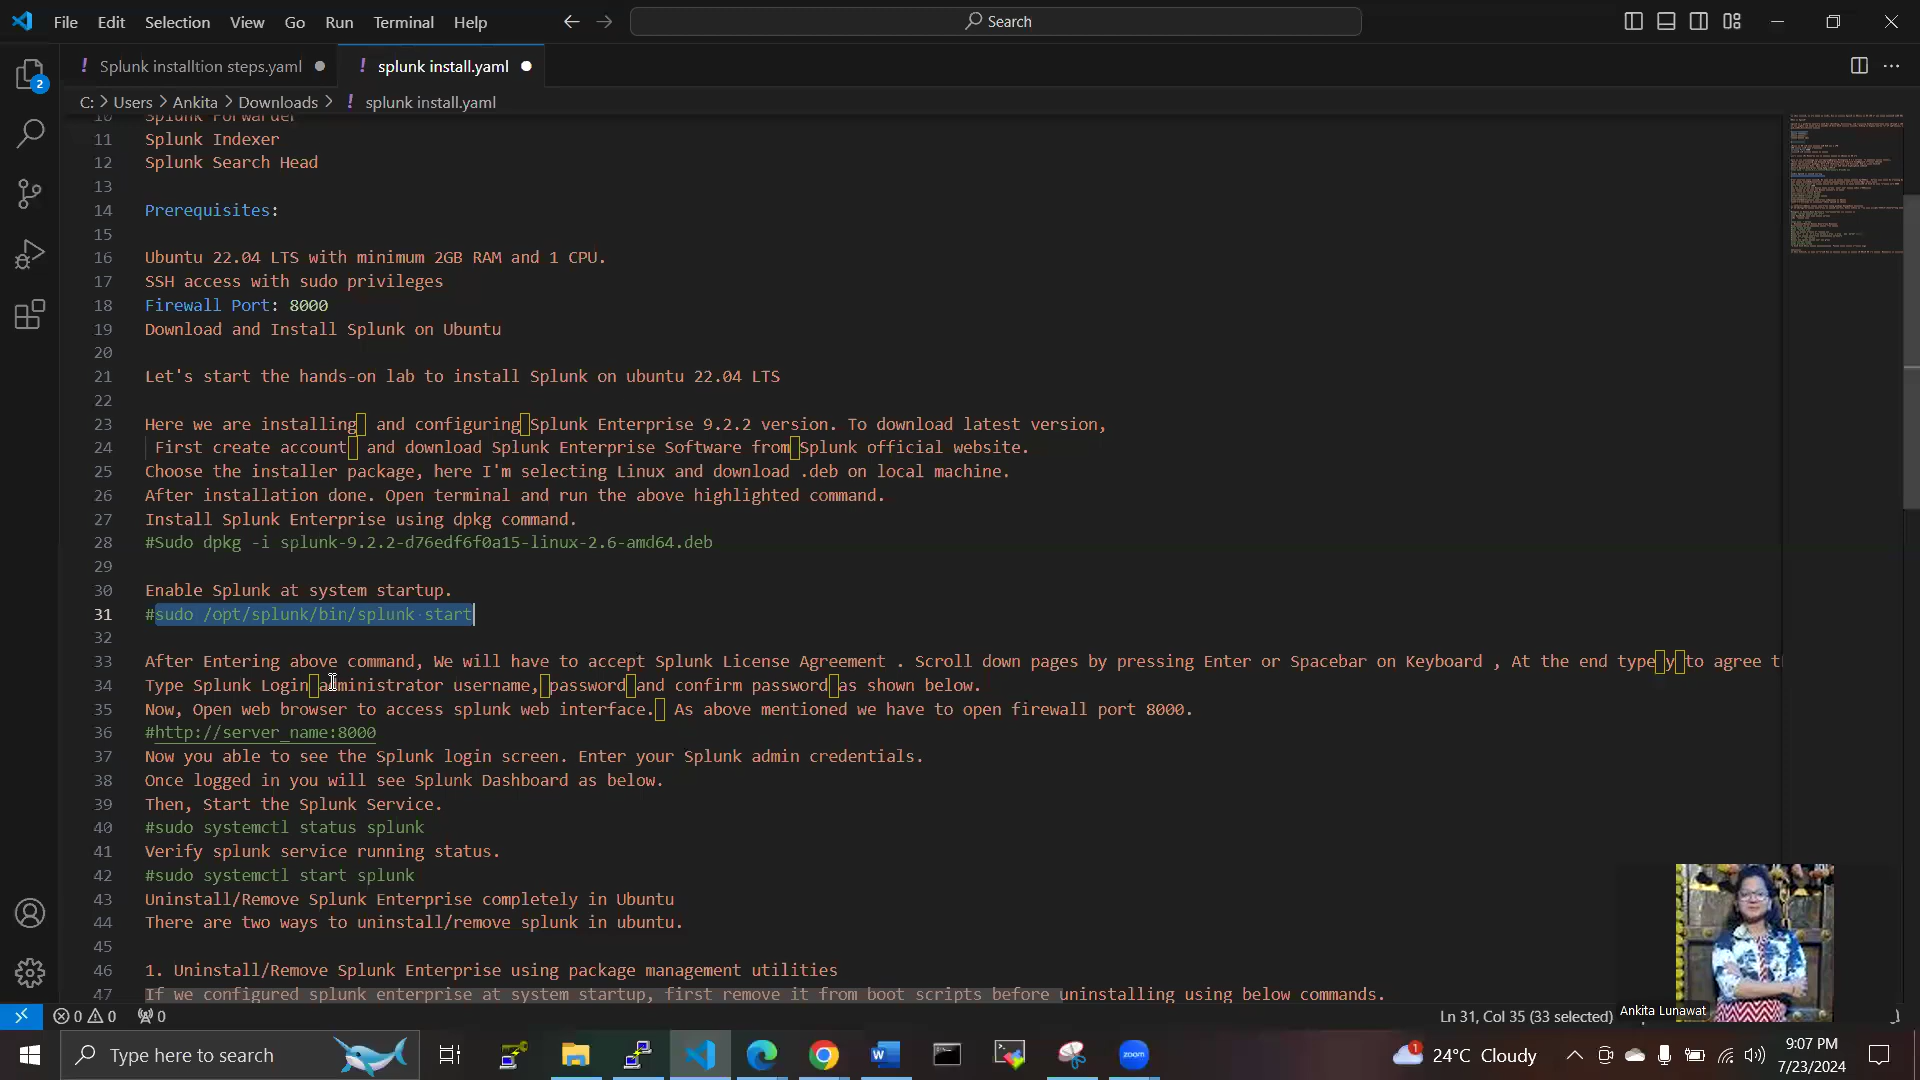 File Edit Selection View Go Run Terminal Help
Search
! Splunk installtion steps.yaml
! splunk install.yaml
C: > Users > Ankita > Downloads > ! splunk install.yaml
2
10 Splunk Forwarder
11 Splunk Indexer
12 Splunk Search Head
13
14 Prerequisites:
15
16 Ubuntu 22.04 LTS with minimum 2GB RAM and 1 CPU.
17 SSH access with sudo privileges
18 Firewall Port: 8000
19 Download and Install Splunk on Ubuntu
20
21 Let's start the hands-on lab to install Splunk on ubuntu 22.04 LTS
22
23 Here we are installing and configuring Splunk Enterprise 9.2.2 version. To download latest version,
24 First create account and download Splunk Enterprise Software from Splunk official website.
25 Choose the installer package, here I'm selecting Linux and download .deb on local machine.
26 After installation done. Open terminal and run the above highlighted command.
27 Install Splunk Enterprise using dpkg command.
28 #Sudo dpkg -i splunk-9.2.2-d76edf6f0a15-linux-2.6-amd64.deb
29
30 Enable Splunk at system startup.
31 #sudo /opt/splunk/bin/splunk start
32
33 After Entering above command, We will have to accept Splunk License Agreement . Scroll down pages by pressing Enter or Spacebar on Keyboard , At the end type y to agree
34 Type Splunk Login administrator username, password and confirm password as shown below.
35 Now, Open web browser to access splunk web interface. As above mentioned we have to open firewall port 8000.
36 #http://server_name:8000
37 Now you able to see the Splunk login screen. Enter your Splunk admin credentials.
38 Once logged in you will see Splunk Dashboard as below.
39 Then, Start the Splunk Service.
40 #sudo systemctl status splunk
41 Verify splunk service running status.
42 #sudo systemctl start splunk
43 Uninstall/Remove Splunk Enterprise completely in Ubuntu
44 There are two ways to uninstall/remove splunk in ubuntu.
45
46 1. Uninstall/Remove Splunk Enterprise using package management utilities
47 If we configured splunk enterprise at system startup, first remove it from boot scripts before uninstalling using below commands.
Ankita Lunawat
0 0 0
Ln 31, Col 35 (33 selected)
Type here to search
zoom
1
24°C Cloudy
9:07 PM
7/23/2024